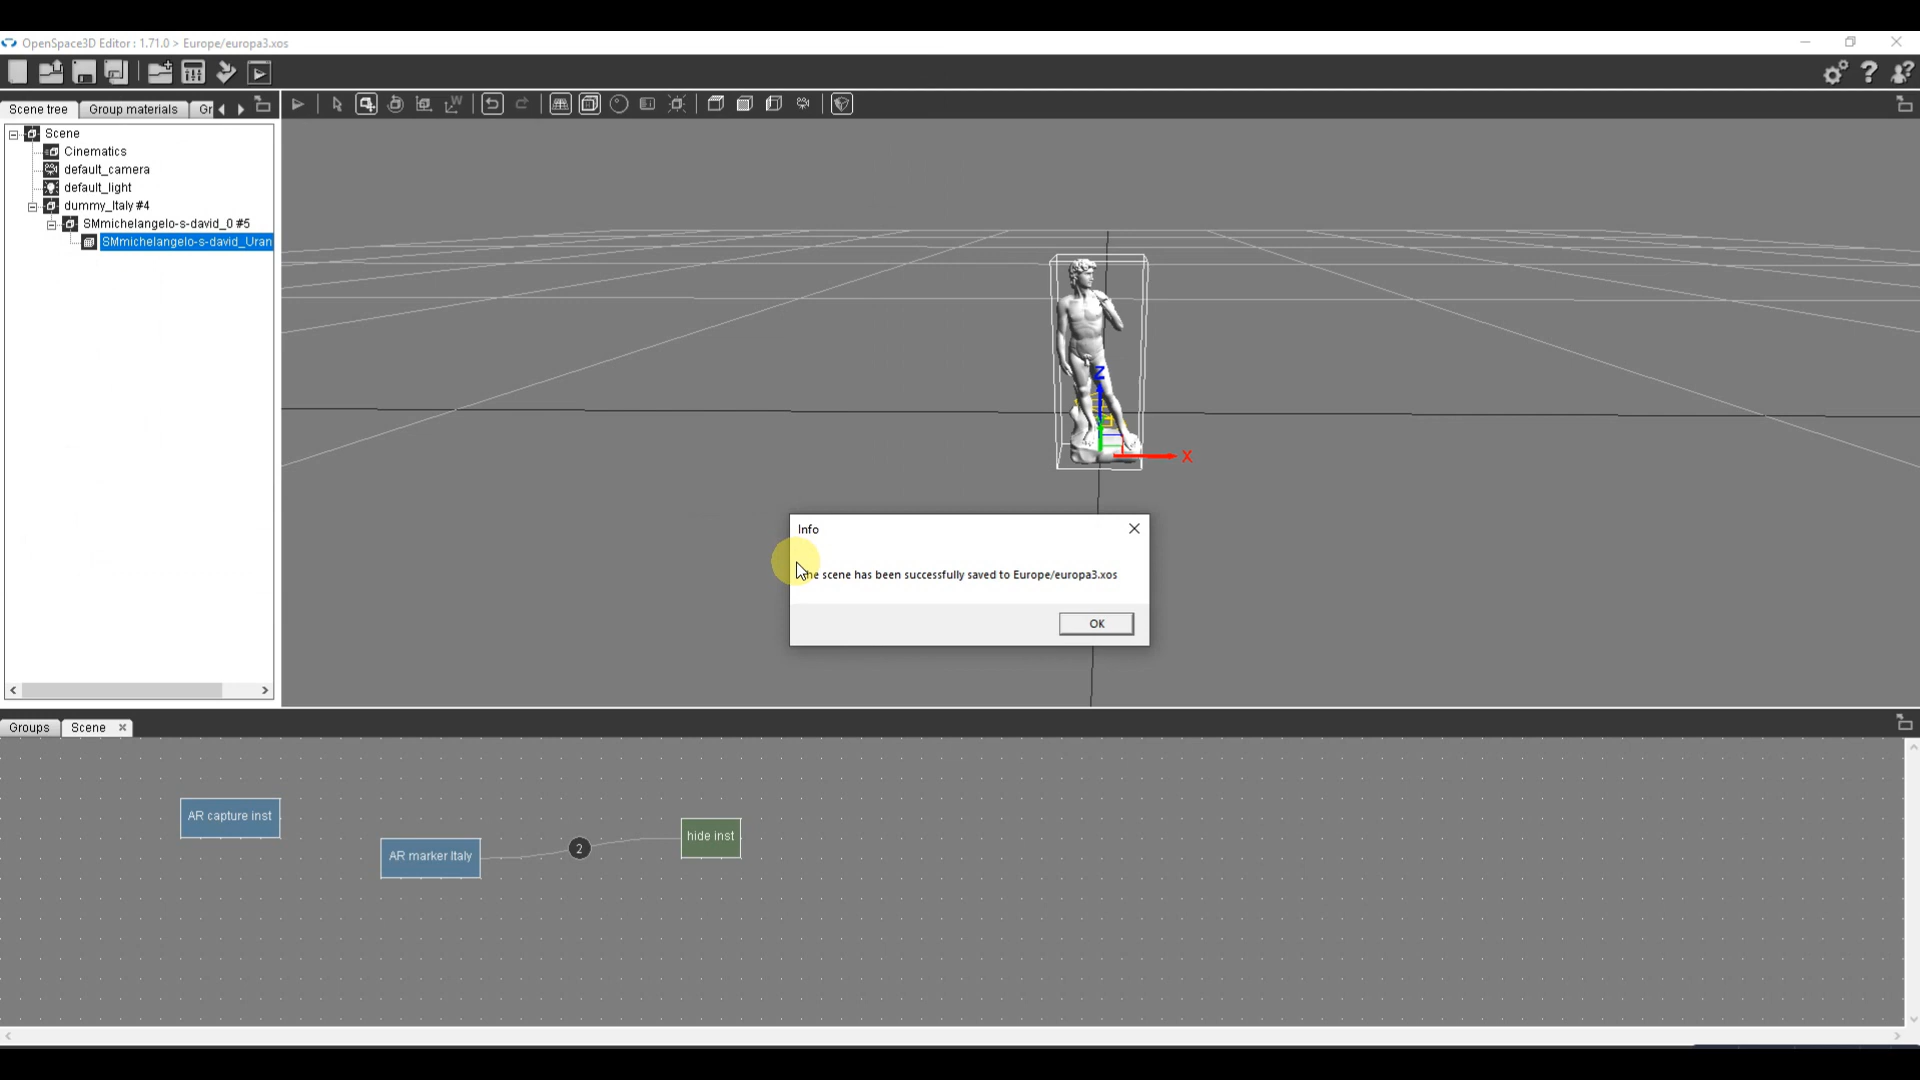 OpenSpace3D Editor : 1.71.0 > Europe/europa3.xos
Scene tree
Group materials
Gr
Scene
Cinematics
default_camera
default_light
dummy_Italy #4
SMmichelangelo-s-david_0 #5
SMmichelangelo-s-david_Uran
Z
X
Info
he scene has been successfully saved to Europe/europa3.xos
OK
Groups
Scene
AR capture inst
AR marker Italy
2
hide inst